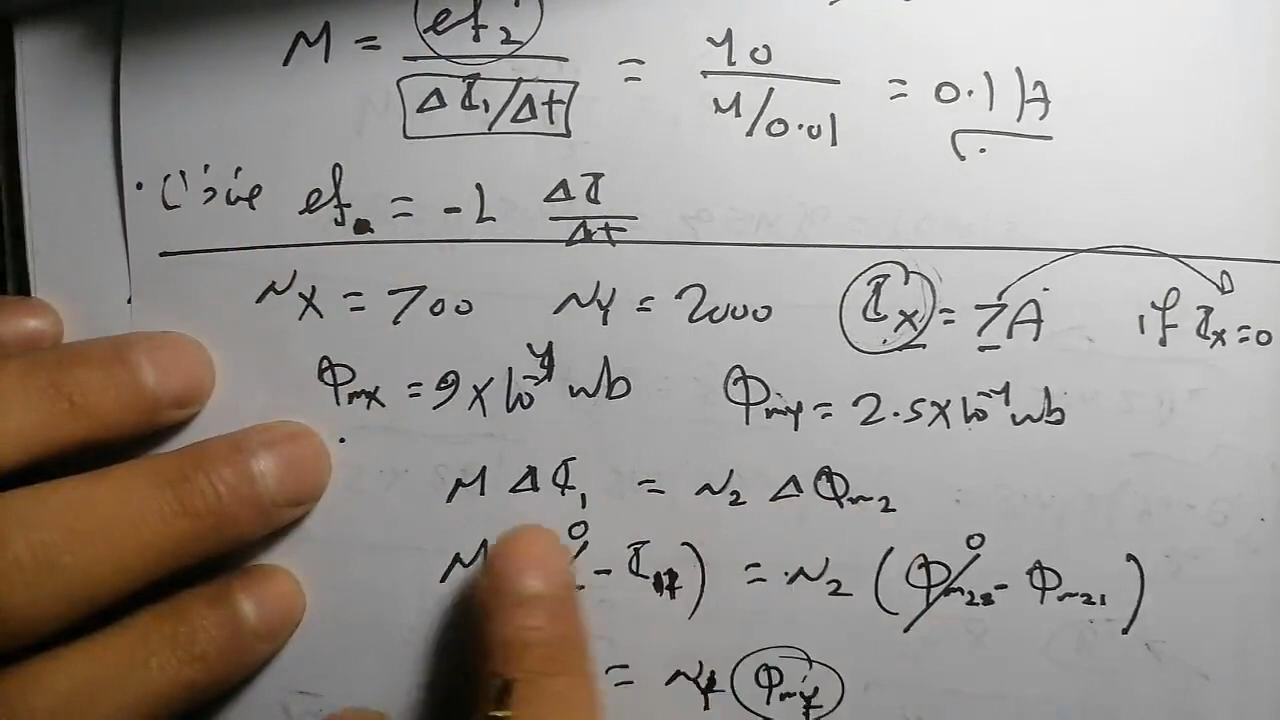 M = emf₂ / (ΔI₁/Δt) = 40 / (4/0.01) = 0.1 H
emf = -L ΔI/Δt
Nx = 700 Ny = 2000 Ix = 7A if Ix = 0
Φmx = 9 × 10⁻⁴ wb Φmy = 2.5 × 10⁻⁴ wb
M ΔI₁ = N₂ ΔΦm₂
M 0 - I₁₁) = N₂ (Φm₂₂ 0 - Φm₂₁)
= Ny Φmy